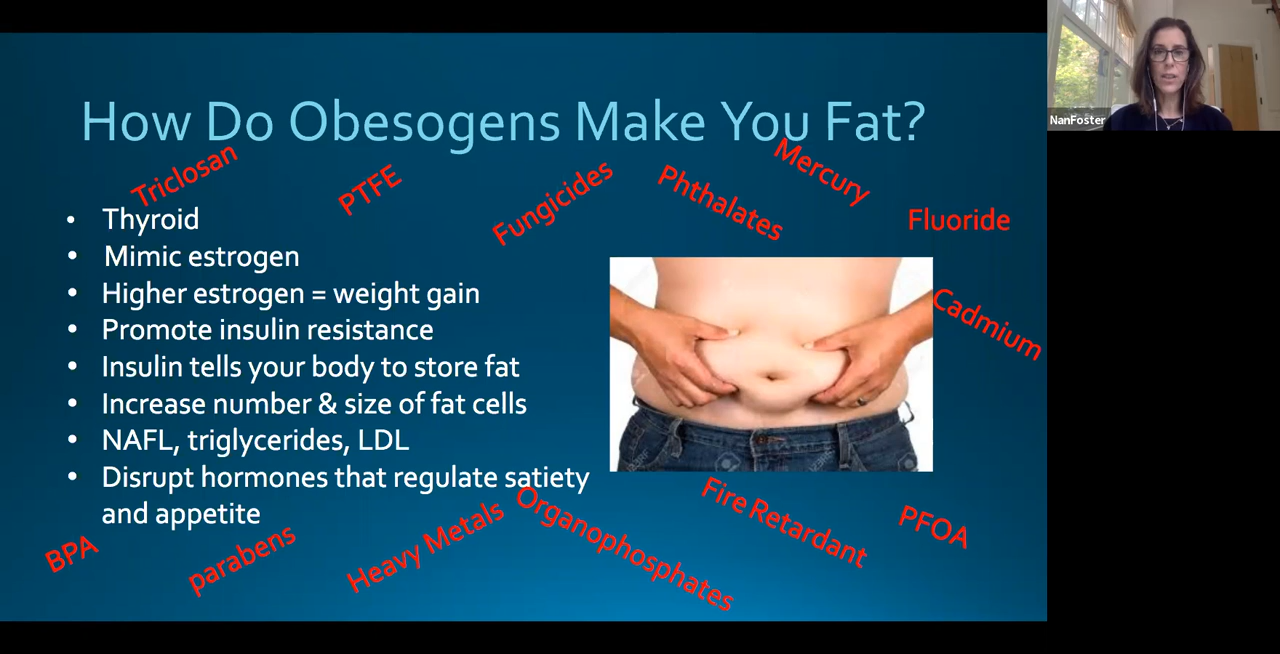 How Do Obesogens Make You Fat?
NanFoster
Triclosan
PTFE
Fungicides
Phthalates
Mercury
Fluoride
Cadmium
• Thyroid
• Mimic estrogen
• Higher estrogen = weight gain
• Promote insulin resistance
• Insulin tells your body to store fat
• Increase number & size of fat cells
• NAFL, triglycerides, LDL
• Disrupt hormones that regulate satiety
and appetite
BPA
parabens
Heavy Metals
Organophosphates
Fire Retardant
PFOA